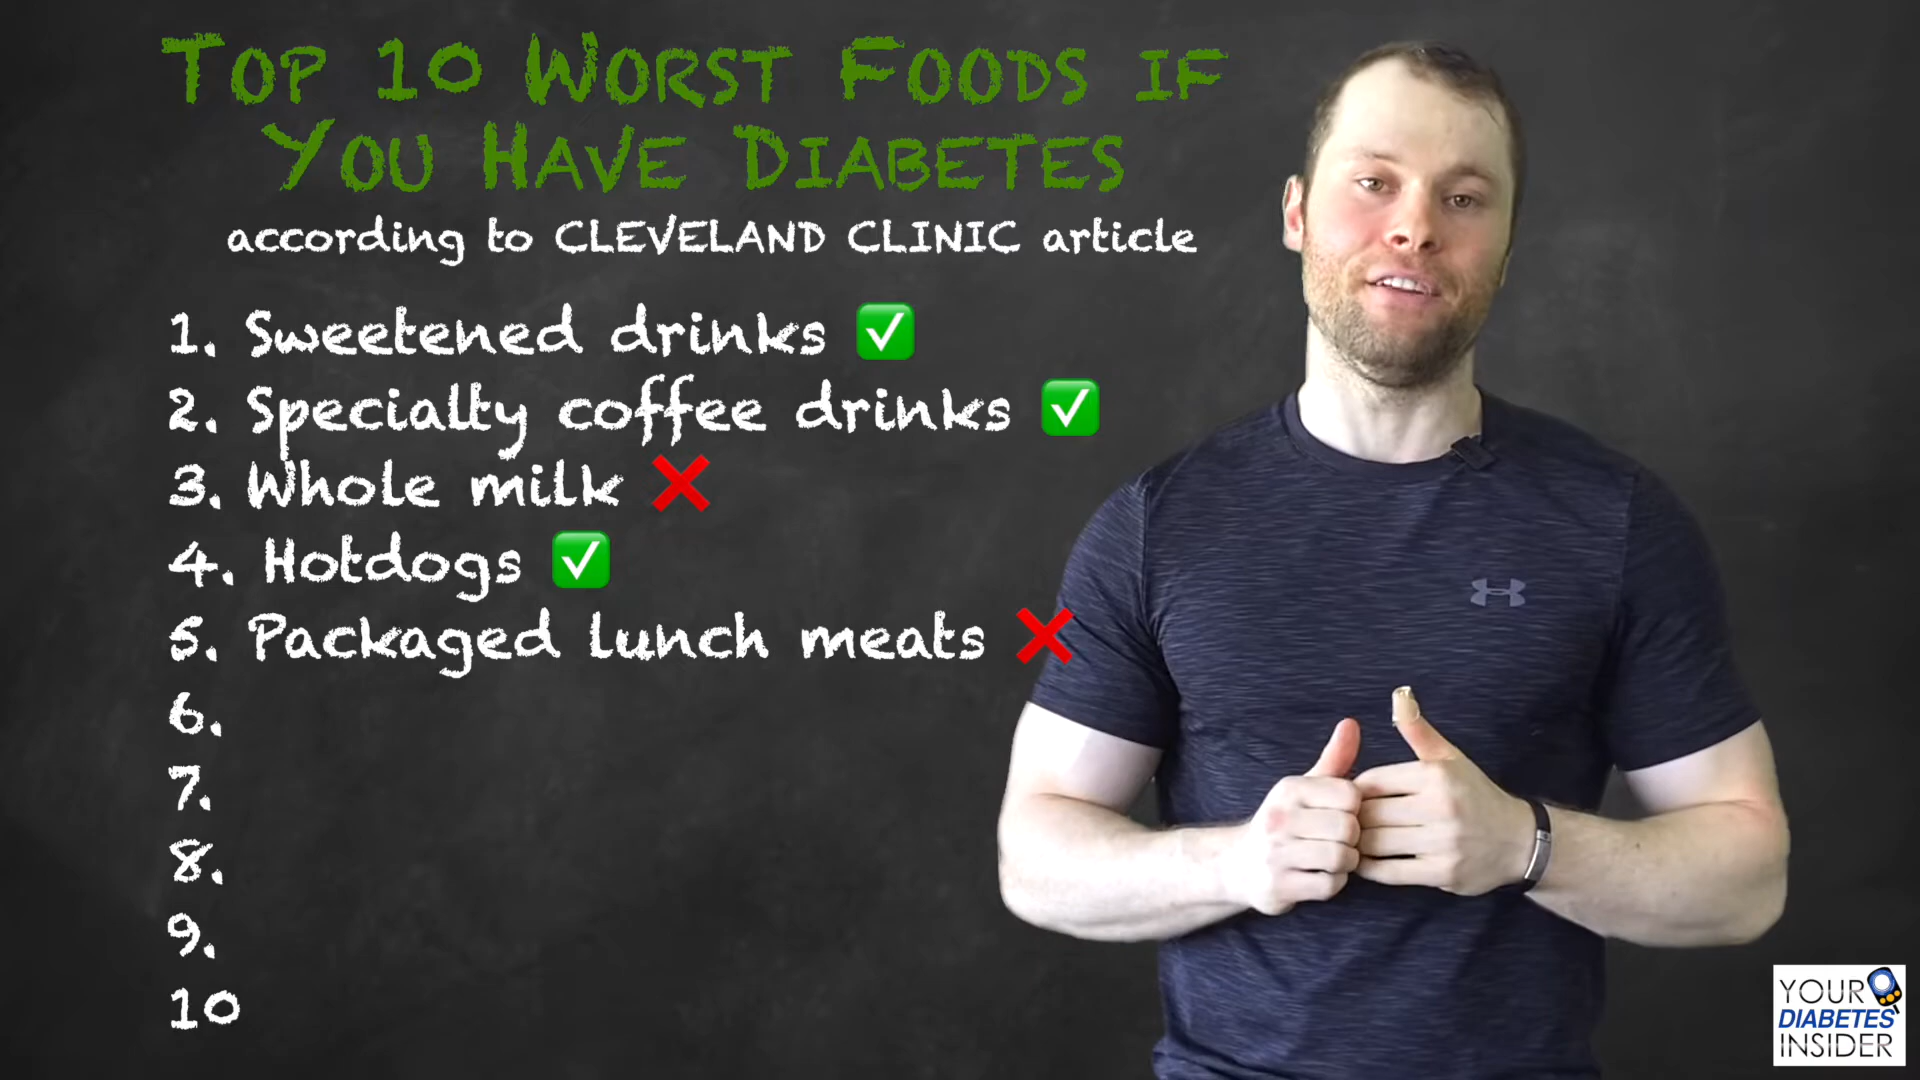 Top 10 Worst Foods if
You Have Diabetes
according to CLEVELAND CLINIC article
1. Sweetened drinks ✅
2. Specialty coffee drinks ✅
3. Whole milk ❌
4. Hotdogs ✅
5. Packaged lunch meats ❌
6.
7.
8.
9.
10
YOUR
DIABETES
INSIDER